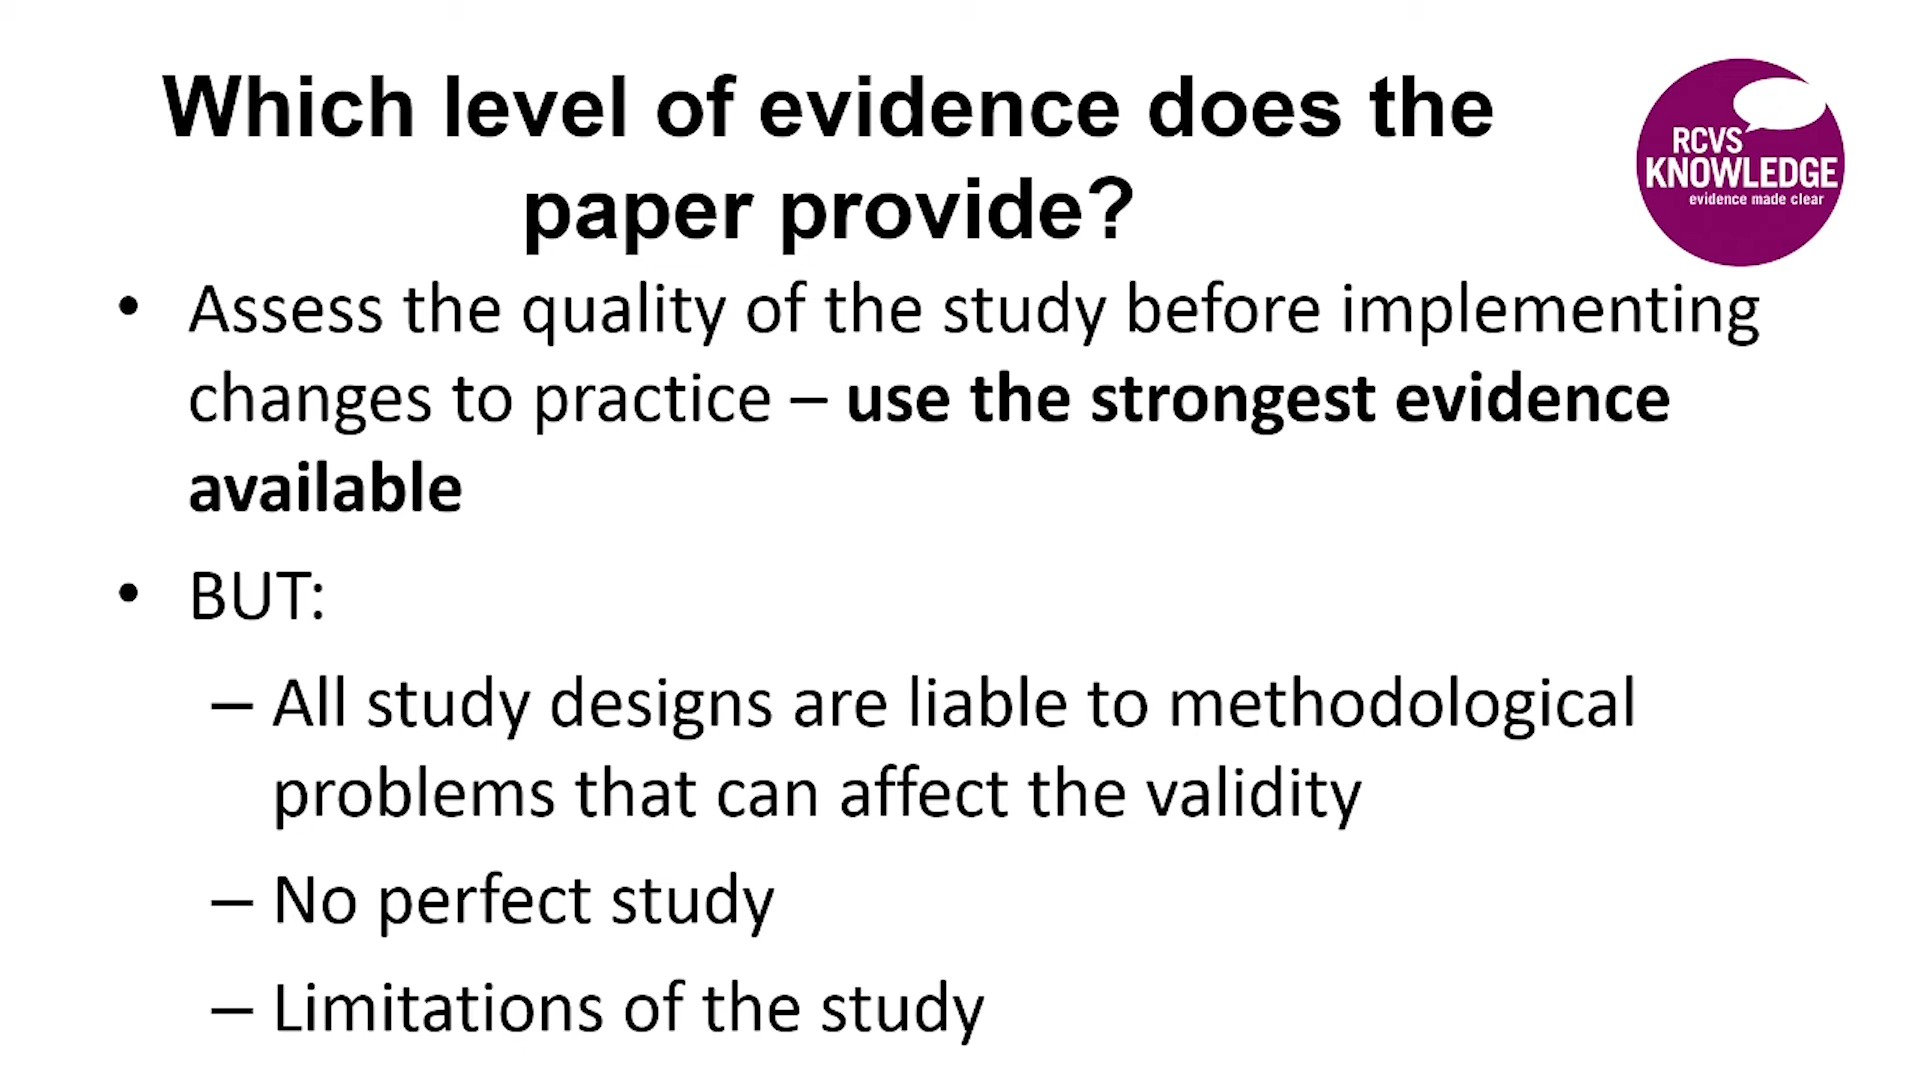 Which level of evidence does the
paper provide?
RCVS
KNOWLEDGE
evidence made clear
• Assess the quality of the study before implementing
changes to practice – use the strongest evidence
available
• BUT:
– All study designs are liable to methodological
problems that can affect the validity
– No perfect study
– Limitations of the study